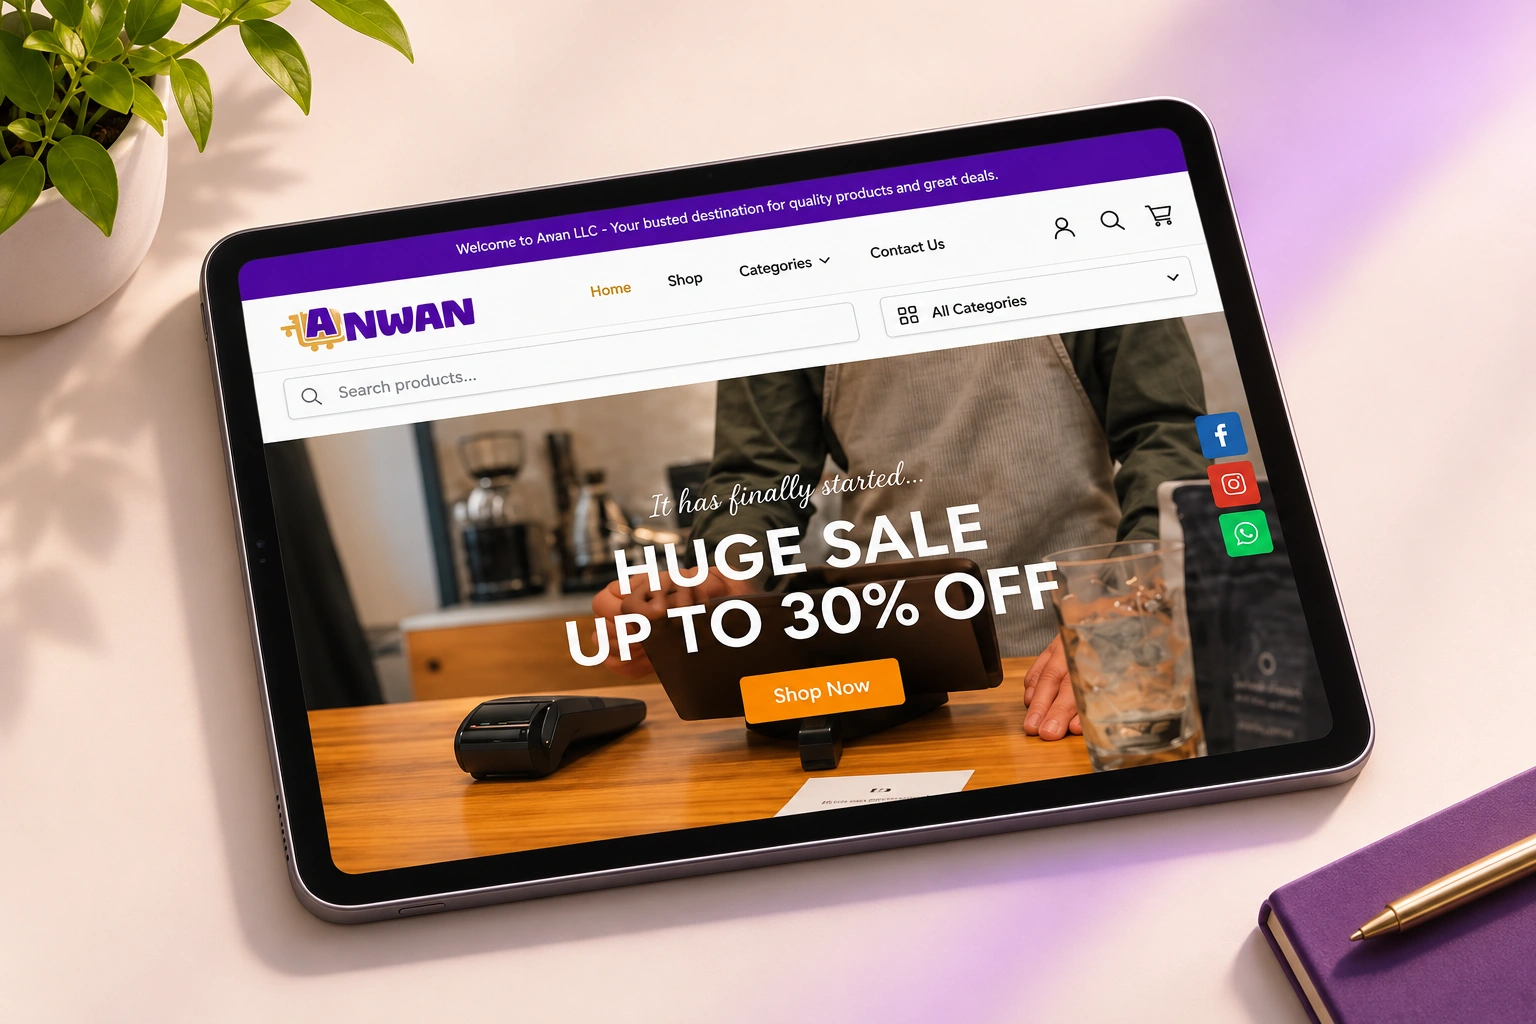 Welcome to Arvan LLC - Your busted destination for quality products and great deals.
ANWAN
Home
Shop
Categories
Contact Us
Search products...
All Categories
It has finally started...
HUGE SALE
UP TO 30% OFF
Shop Now